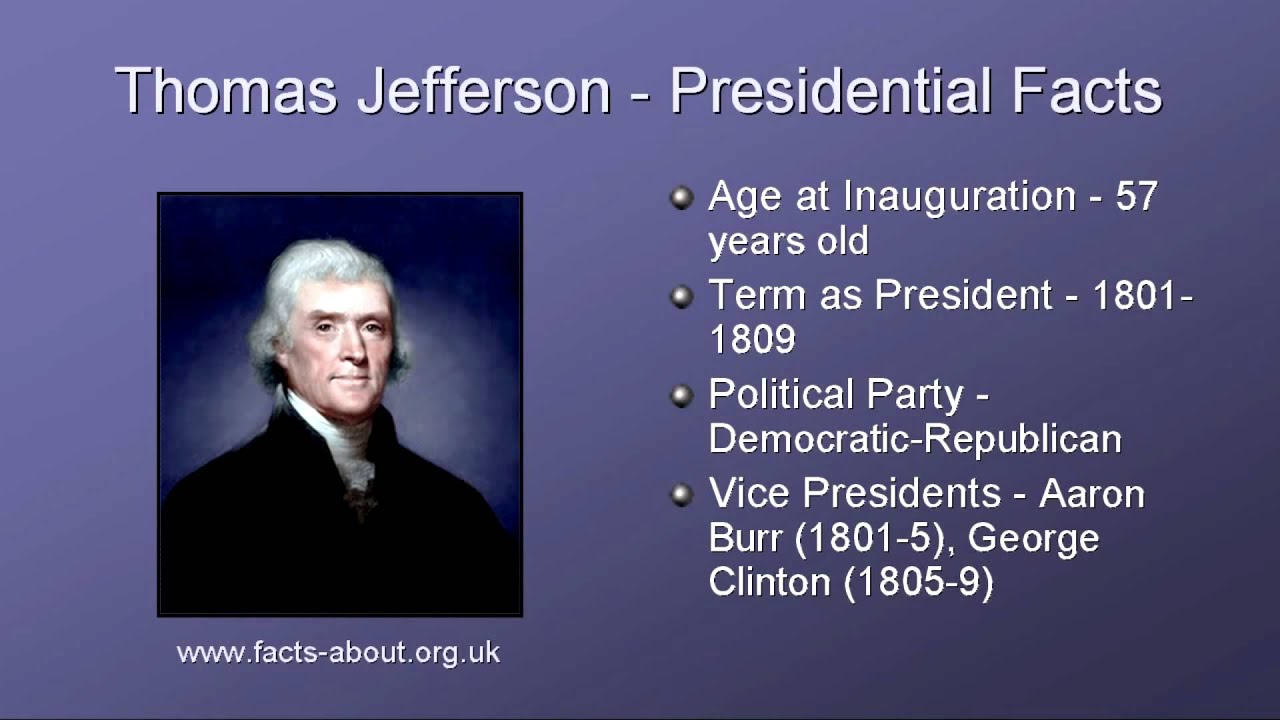 Thomas Jefferson - Presidential Facts
Age at Inauguration - 57
years old
Term as President - 1801-
1809
Political Party -
Democratic-Republican
Vice Presidents - Aaron
Burr (1801-5), George
Clinton (1805-9)
www.facts-about.org.uk